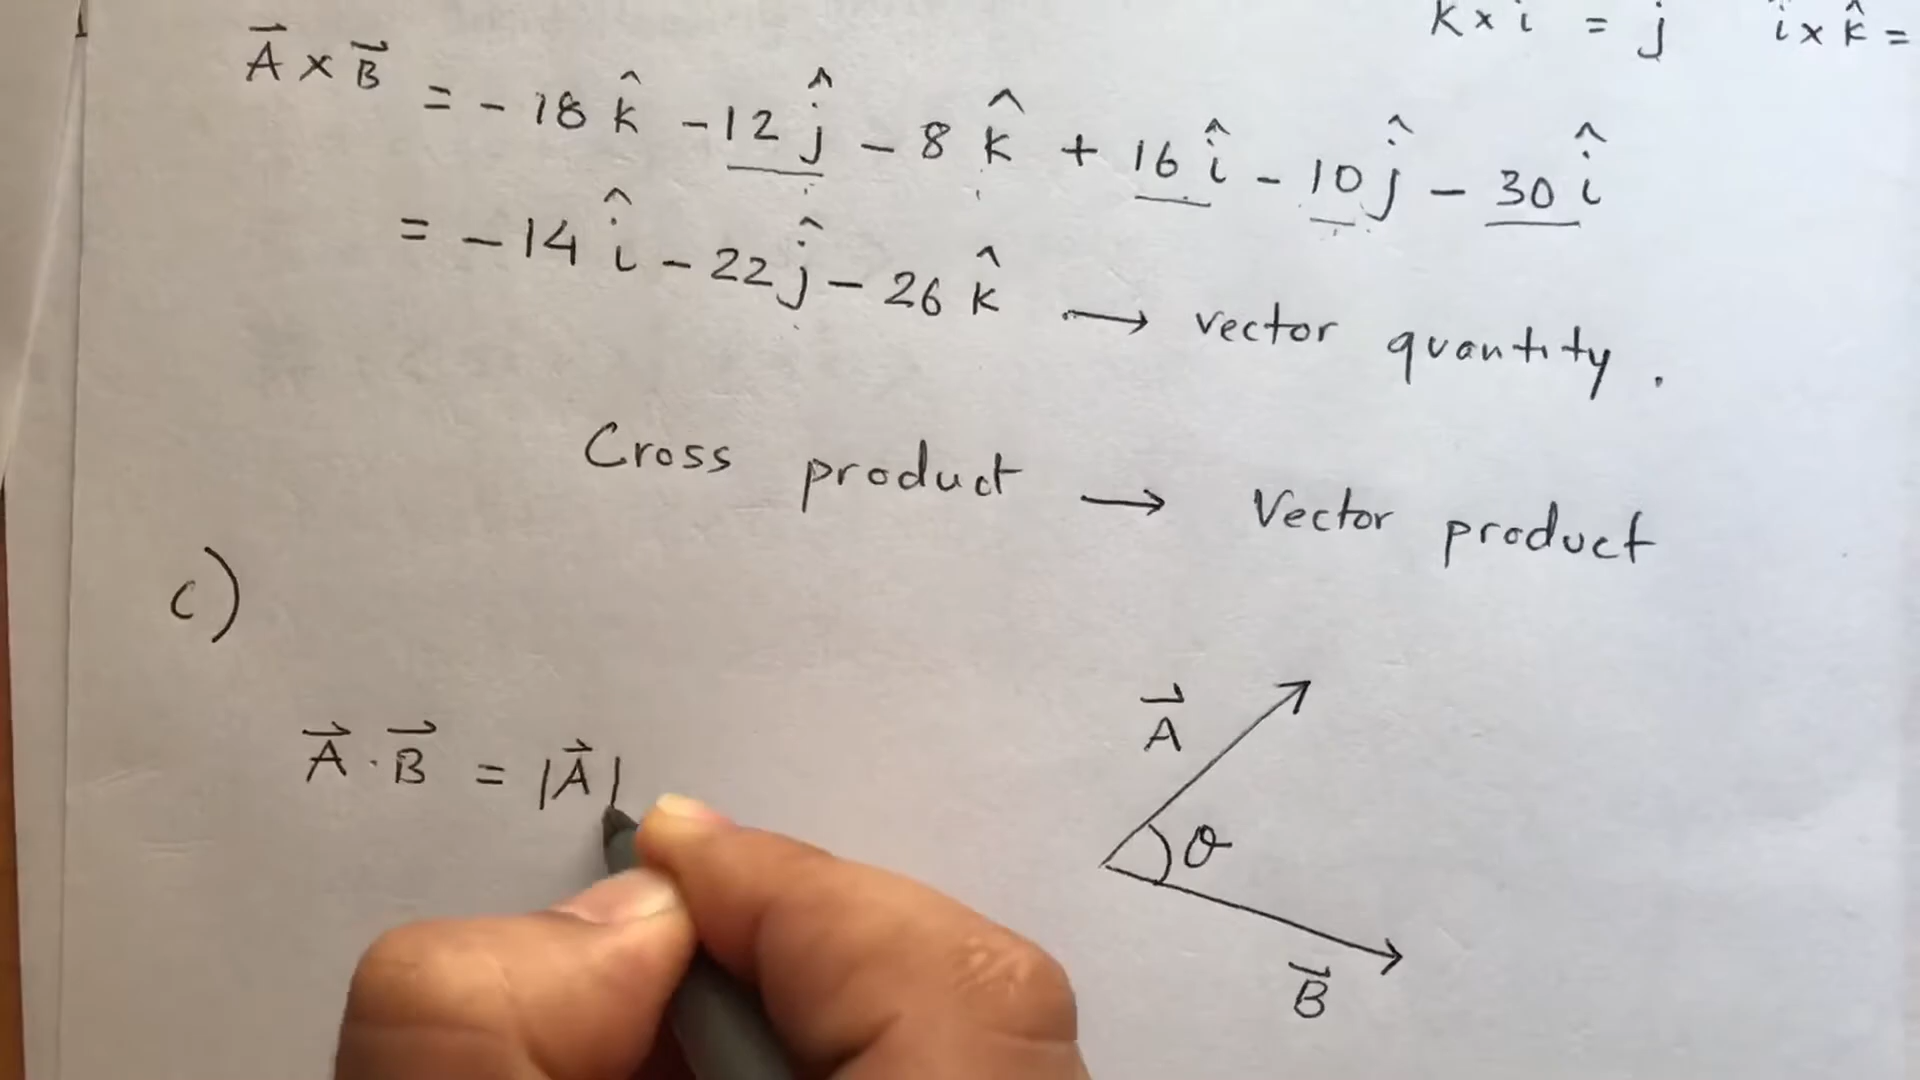 k × i = j î × k̂ =
A⃗ × B⃗ = - 18 k̂ - 12 ĵ - 8 k̂ + 16 î - 10 ĵ - 30 î
= - 14 î - 22 ĵ - 26 k̂ → vector quantity .
Cross product → Vector product
c)
A⃗
A⃗ . B⃗ = |A⃗|
θ
B⃗